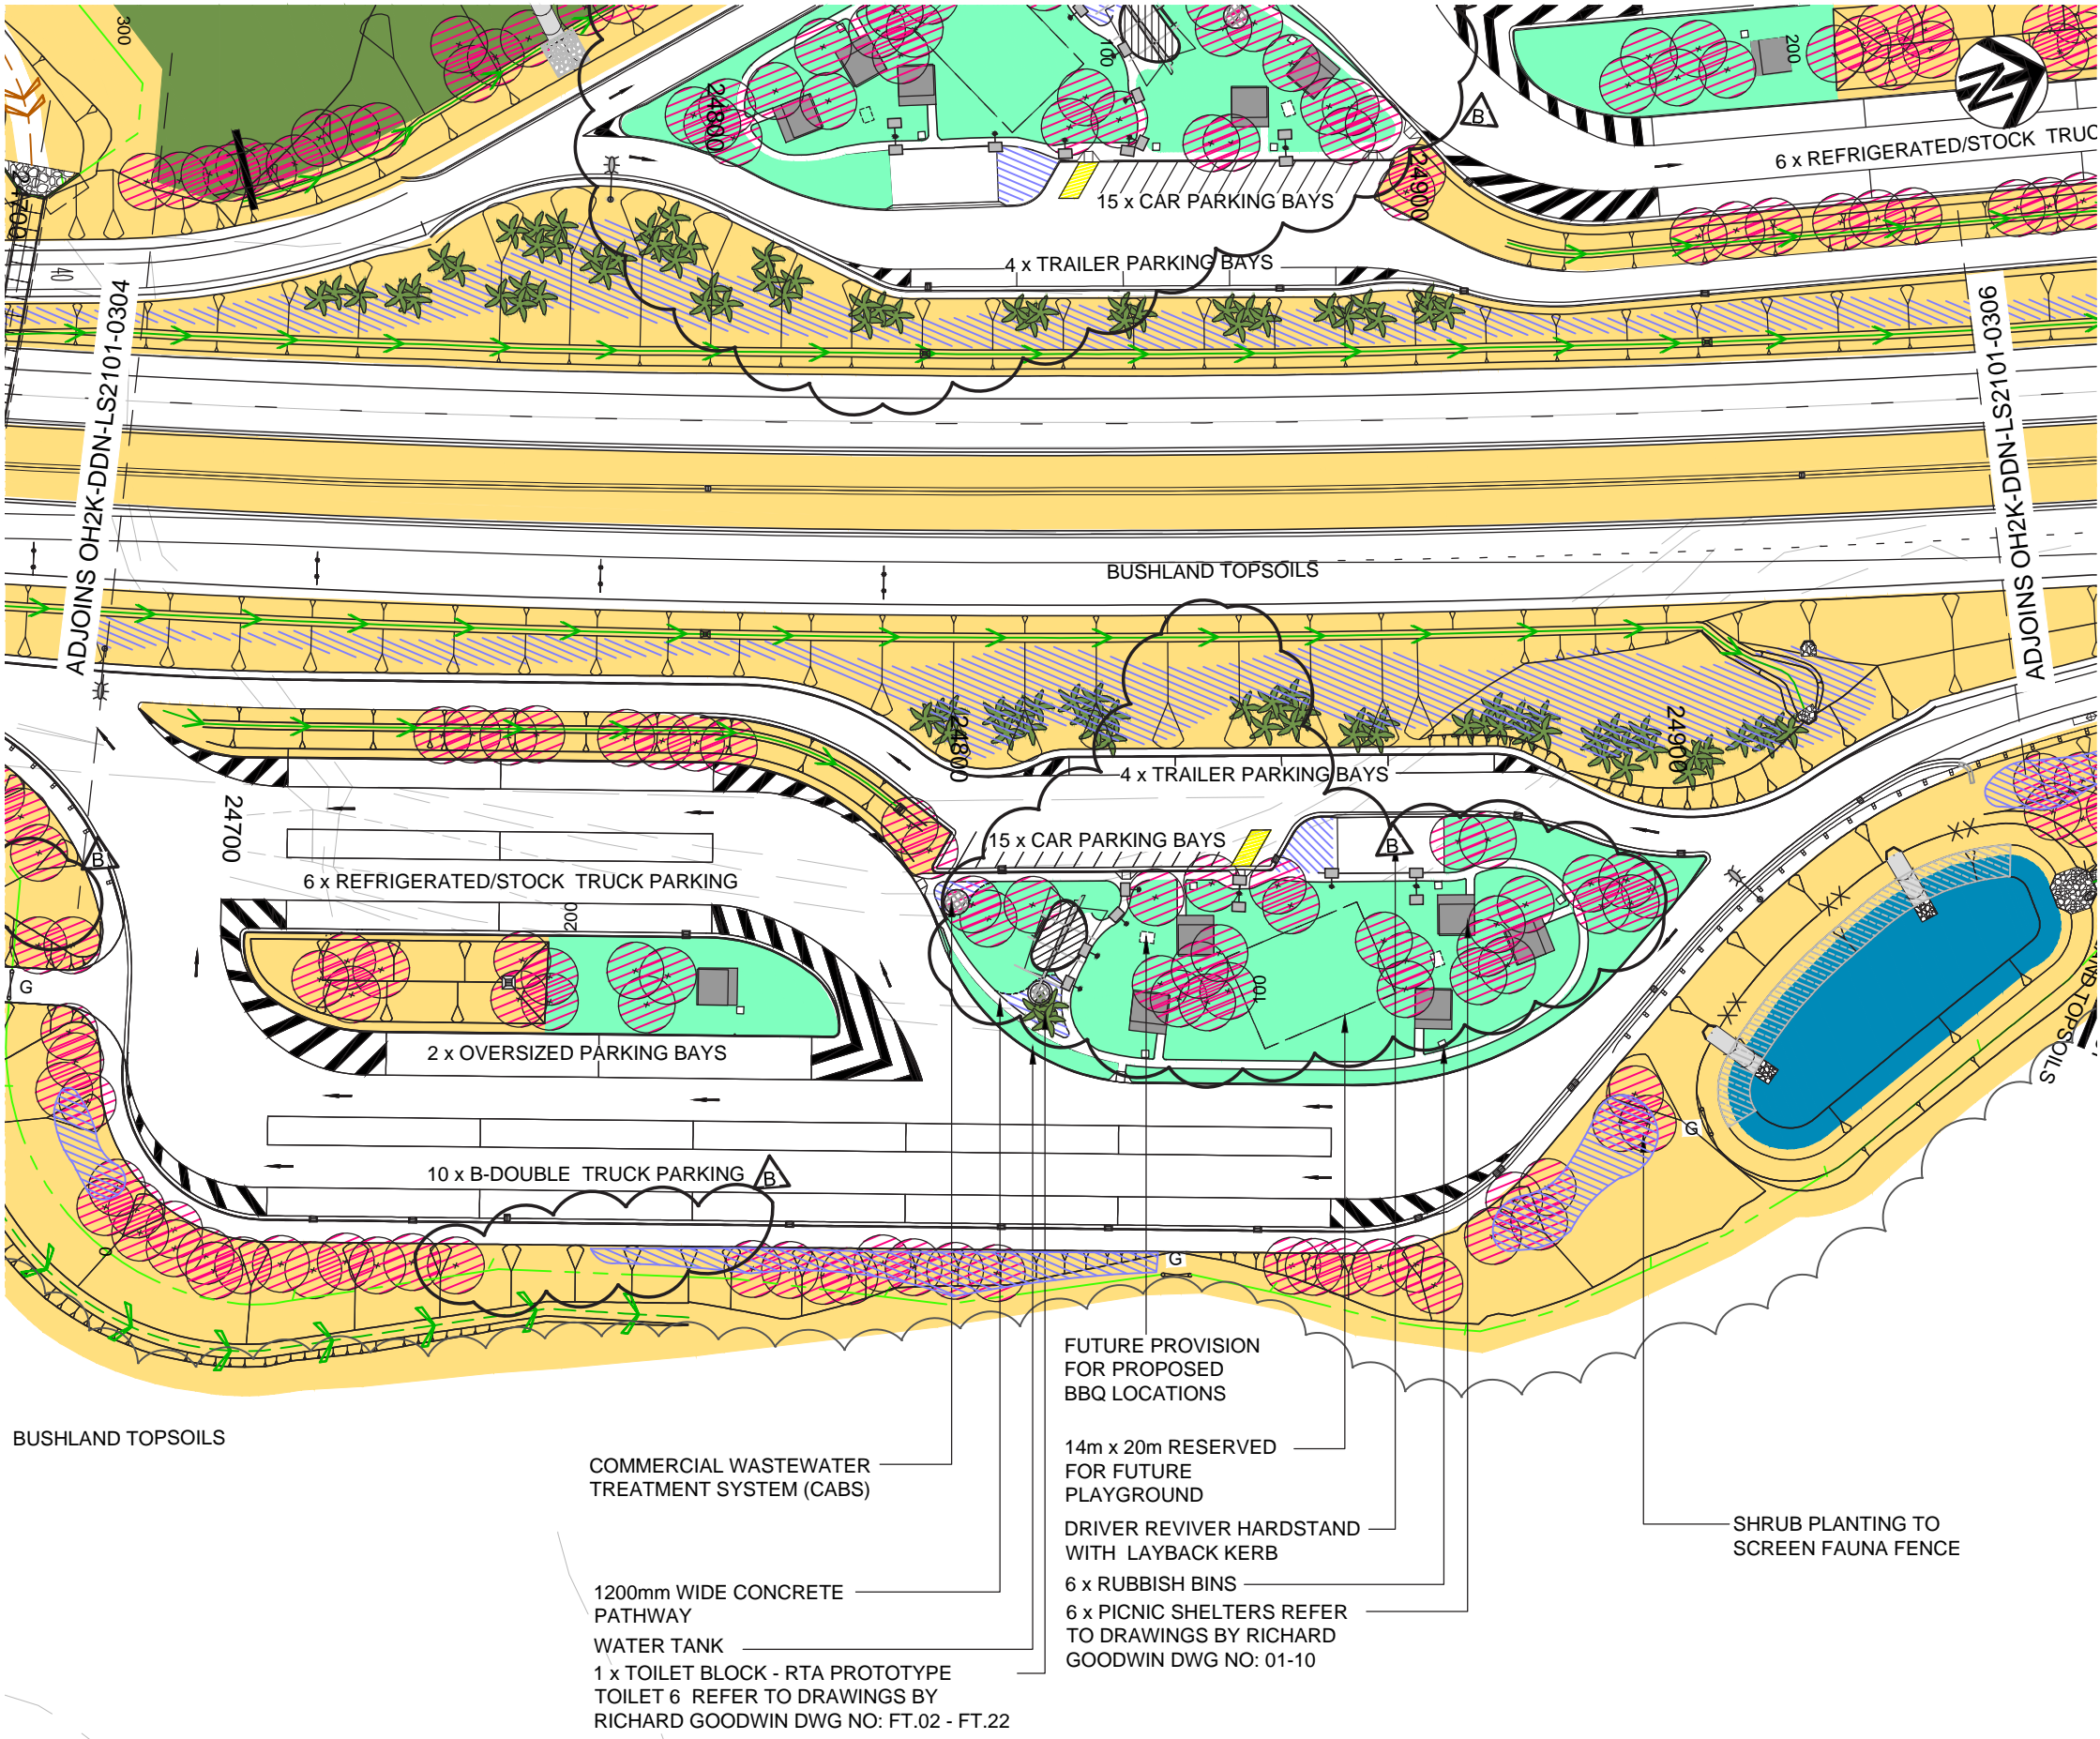 300
24800
100
200
B
6 x REFRIGERATED/STOCK TRUC
24700
15 x CAR PARKING BAYS
24900
40
4 x TRAILER PARKING BAYS
ADJOINS OH2K-DDN-LS2101-0304
ADJOINS OH2K-DDN-LS2101-0306
BUSHLAND TOPSOILS
24800
24900
4 x TRAILER PARKING BAYS
24700
15 x CAR PARKING BAYS
B
B
6 x REFRIGERATED/STOCK TRUCK PARKING
200
100
G
2 x OVERSIZED PARKING BAYS
TOPSOILS
G
10 x B-DOUBLE TRUCK PARKING
B
0
G
FUTURE PROVISION
FOR PROPOSED
BBQ LOCATIONS
BUSHLAND TOPSOILS
COMMERCIAL WASTEWATER
TREATMENT SYSTEM (CABS)
14m x 20m RESERVED
FOR FUTURE
PLAYGROUND
DRIVER REVIVER HARDSTAND
WITH LAYBACK KERB
SHRUB PLANTING TO
SCREEN FAUNA FENCE
1200mm WIDE CONCRETE
PATHWAY
6 x RUBBISH BINS
6 x PICNIC SHELTERS REFER
TO DRAWINGS BY RICHARD
GOODWIN DWG NO: 01-10
WATER TANK
1 x TOILET BLOCK - RTA PROTOTYPE
TOILET 6 REFER TO DRAWINGS BY
RICHARD GOODWIN DWG NO: FT.02 - FT.22